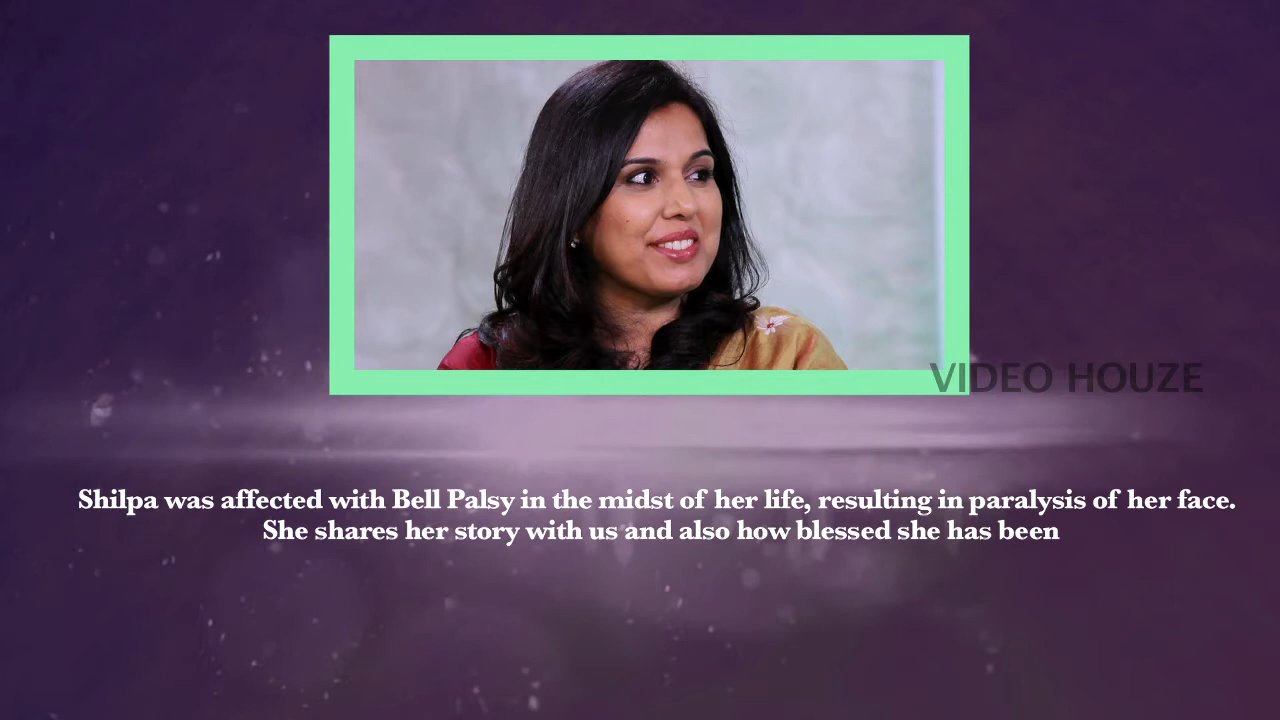 VIDEO HOUZE
Shilpa was affected with Bell Palsy in the midst of her life, resulting in paralysis of her face.
She shares her story with us and also how blessed she has been